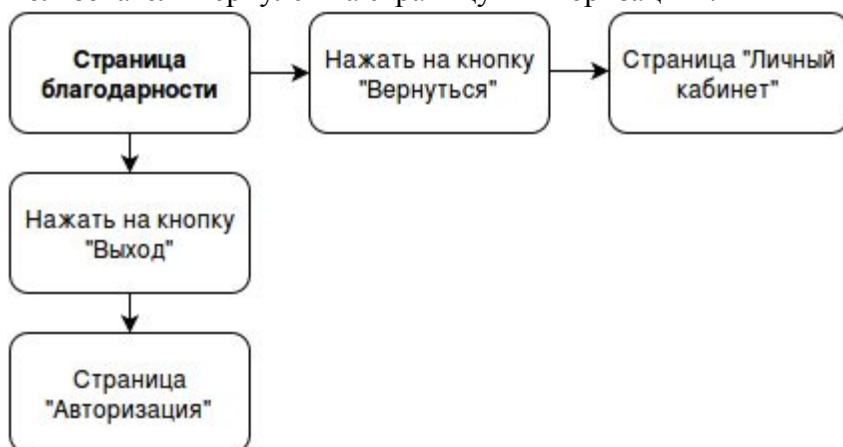 Страница
благодарности
Нажать на кнопку
"Вернуться"
Страница "Личный
кабинет"
Нажать на кнопку
"Выход"
Страница
"Авторизация"